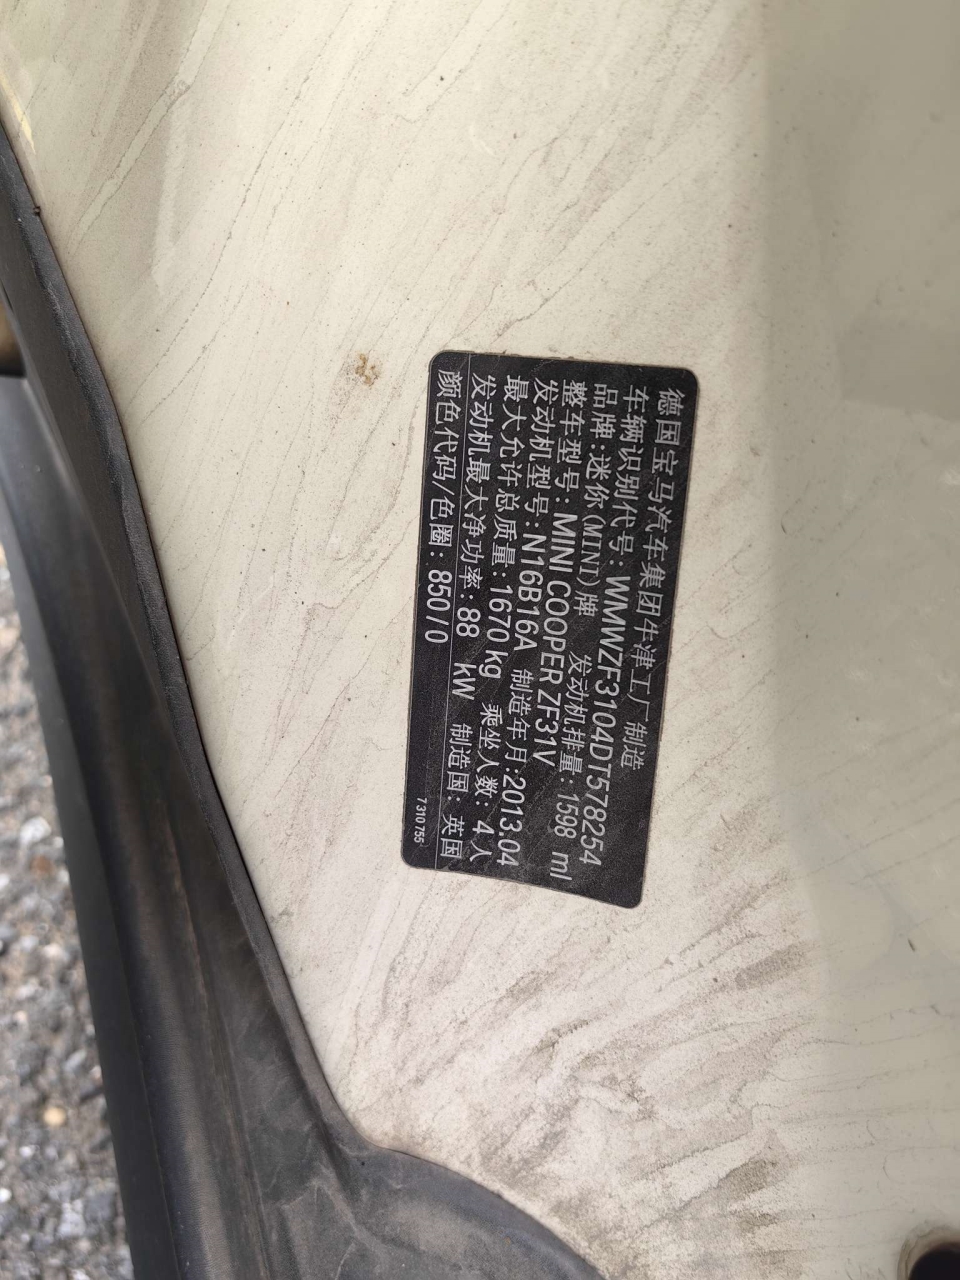 德国宝马汽车集团牛津工厂制造
车辆识别代号: WMWZF3104DT578254
品牌:迷你(MINI)牌 发动机排量: 1598 ml
整车型号: MINI COOPER ZF31V
发动机型号: N16B16A 制造年月:2013.04
最大允许总质量: 1670 kg 乘坐人数: 4人
发动机最大净功率: 88 kW 制造国: 英国
颜色代码/色圈: 850/0
7310755